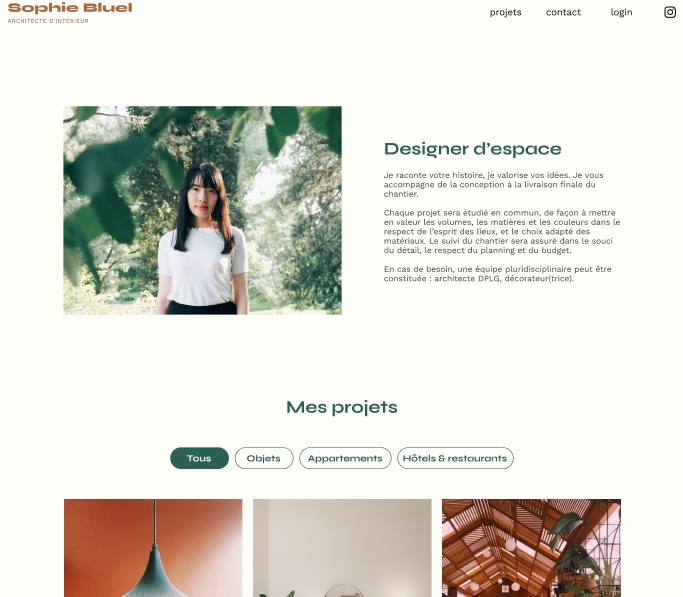 Sophie Bluel
ARCHITECTE D'INTÉRIEUR
projets
contact
login
Designer d'espace
Je raconte votre histoire, je valorise vos idées. Je vous
accompagne de la conception à la livraison finale du
chantier.
Chaque projet sera étudié en commun, de façon à mettre
en valeur les volumes, les matières et les couleurs dans le
respect de l'esprit des lieux, et le choix adapté des
matériaux. Le suivi du chantier sera assuré dans le souci
du détail, le respect du planning et du budget.
En cas de besoin, une équipe pluridisciplinaire peut être
constituée : architecte DPLG, décorateur(trice).
Mes projets
Tous
Objets
Appartements
Hôtels & restaurants